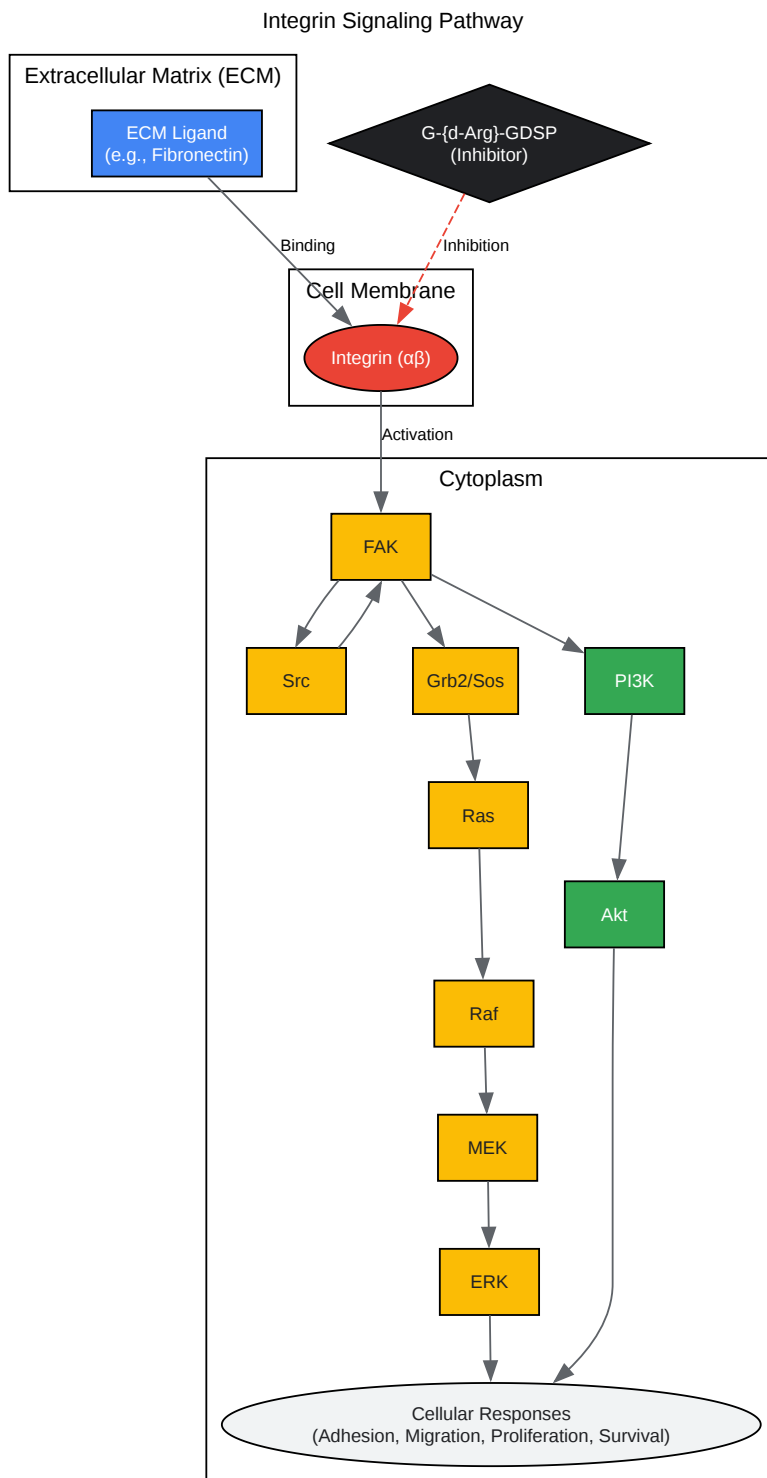 Integrin Signaling Pathway
Extracellular Matrix (ECM)
ECM Ligand
(e.g., Fibronectin)
G-{d-Arg}-GDSP
(Inhibitor)
Binding
Inhibition
Cell Membrane
Integrin (αβ)
Activation
Cytoplasm
FAK
Src
Grb2/Sos
PI3K
Ras
Akt
Raf
MEK
ERK
Cellular Responses
(Adhesion, Migration, Proliferation, Survival)